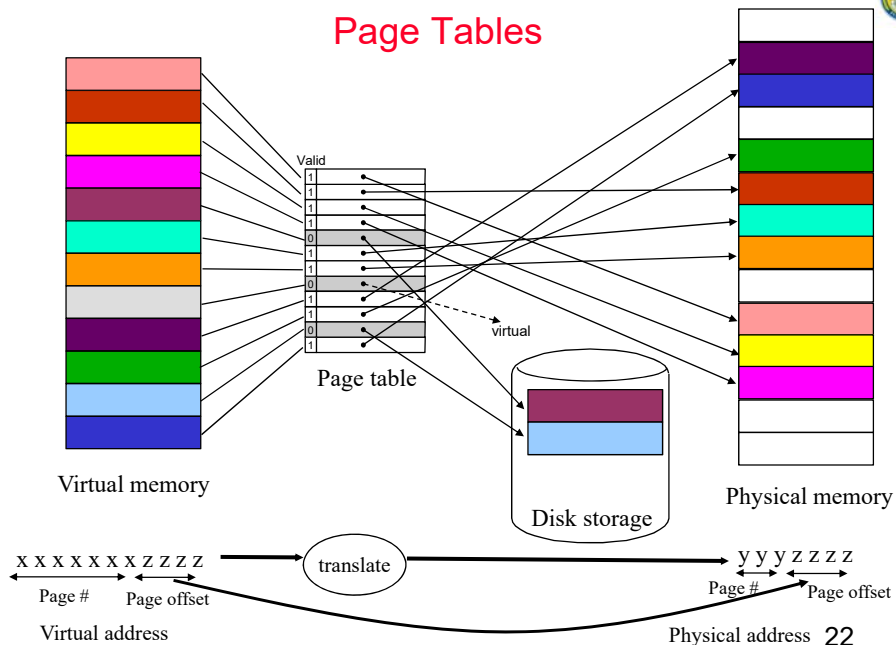 Page Tables
Valid
1
1
1
1
0
1
1
0
1
1
0
1
virtual
Page table
Virtual memory
Disk storage
Physical memory
x x x x x x x z z z z
translate
y y y z z z z
Page #
Page offset
Page #
Page offset
Virtual address
Physical address
22